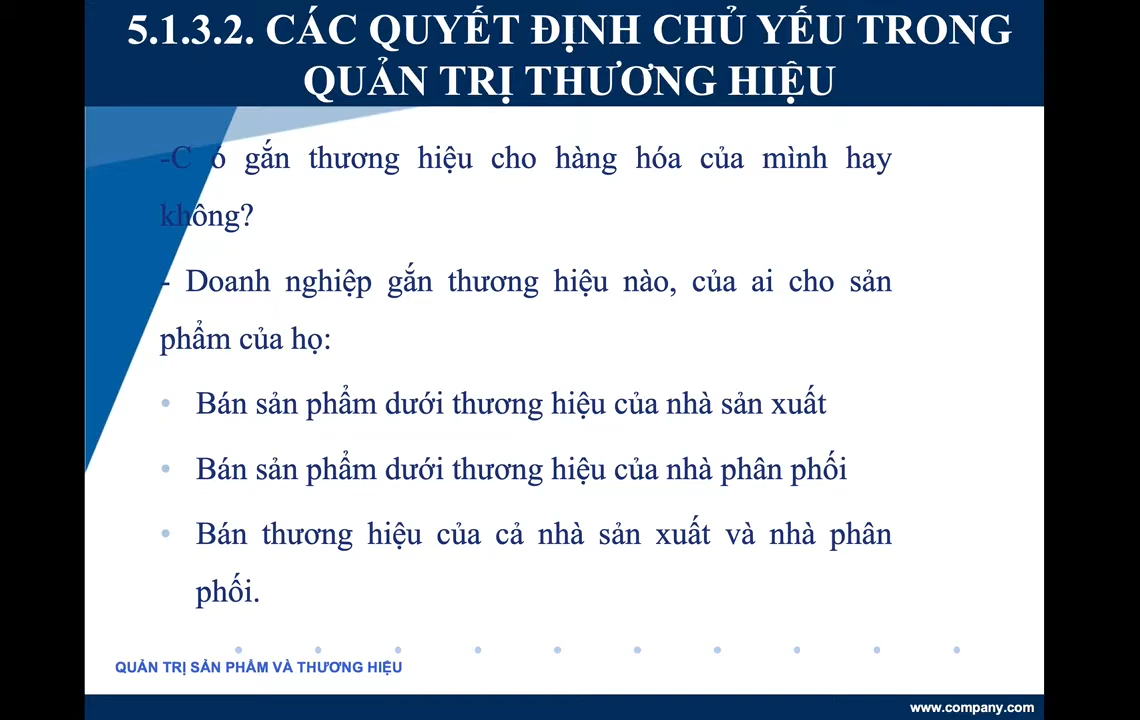 5.1.3.2. CÁC QUYẾT ĐỊNH CHỦ YẾU TRONG
QUẢN TRỊ THƯƠNG HIỆU
-C ó gắn thương hiệu cho hàng hóa của mình hay
không?
- Doanh nghiệp gắn thương hiệu nào, của ai cho sản
phẩm của họ:
• Bán sản phẩm dưới thương hiệu của nhà sản xuất
• Bán sản phẩm dưới thương hiệu của nhà phân phối
• Bán thương hiệu của cả nhà sản xuất và nhà phân
phối.
QUẢN TRỊ SẢN PHẨM VÀ THƯƠNG HIỆU
www.company.com